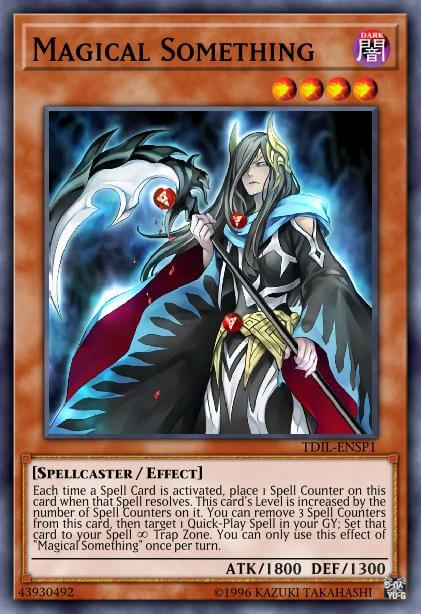 MAGICAL SOMETHING
DARK
闇
TDIL-ENSP1
[SPELLCASTER / EFFECT]
Each time a Spell Card is activated, place 1 Spell Counter on this
card when that Spell resolves. This card's Level is increased by the
number of Spell Counters on it. You can remove 3 Spell Counters
from this card, then target 1 Quick-Play Spell in your GY; Set that
card to your Spell ∞ Trap Zone. You can only use this effect of
"Magical Something" once per turn.
ATK/1800 DEF/1300
43930492
©1996 KAZUKI TAKAHASHI